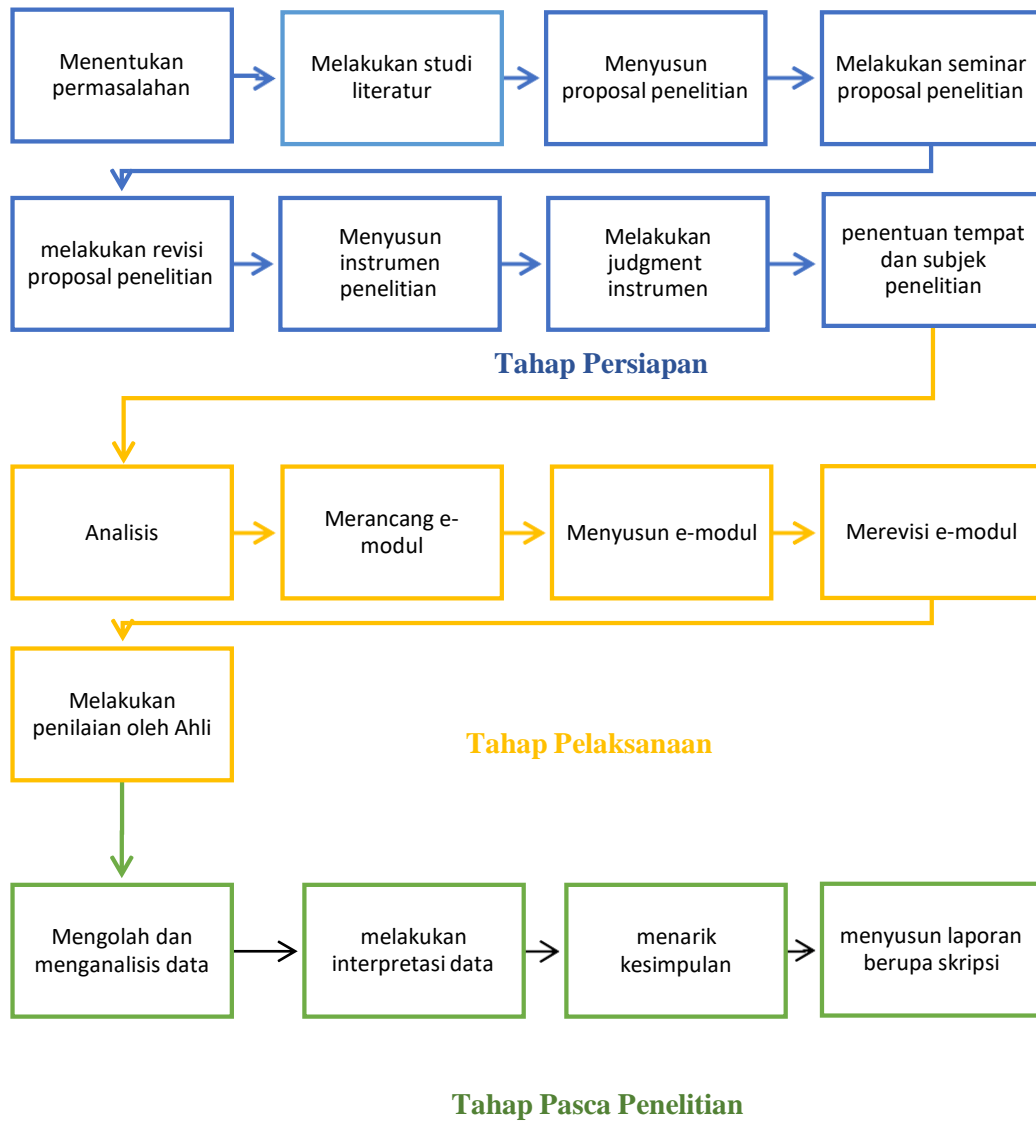 Menentukan
permasalahan
Melakukan studi
literatur
Menyusun
proposal penelitian
Melakukan seminar
proposal penelitian
melakukan revisi
proposal penelitian
Menyusun
instrumen
penelitian
Melakukan
judgment
instrumen
penentuan tempat
dan subjek
penelitian
Tahap Persiapan
Analisis
Merancang e-
modul
Menyusun e-modul
Merevisi e-modul
Melakukan
penilaian oleh Ahli
Tahap Pelaksanaan
Mengolah dan
menganalisis data
melakukan
interpretasi data
menarik
kesimpulan
menyusun laporan
berupa skripsi
Tahap Pasca Penelitian